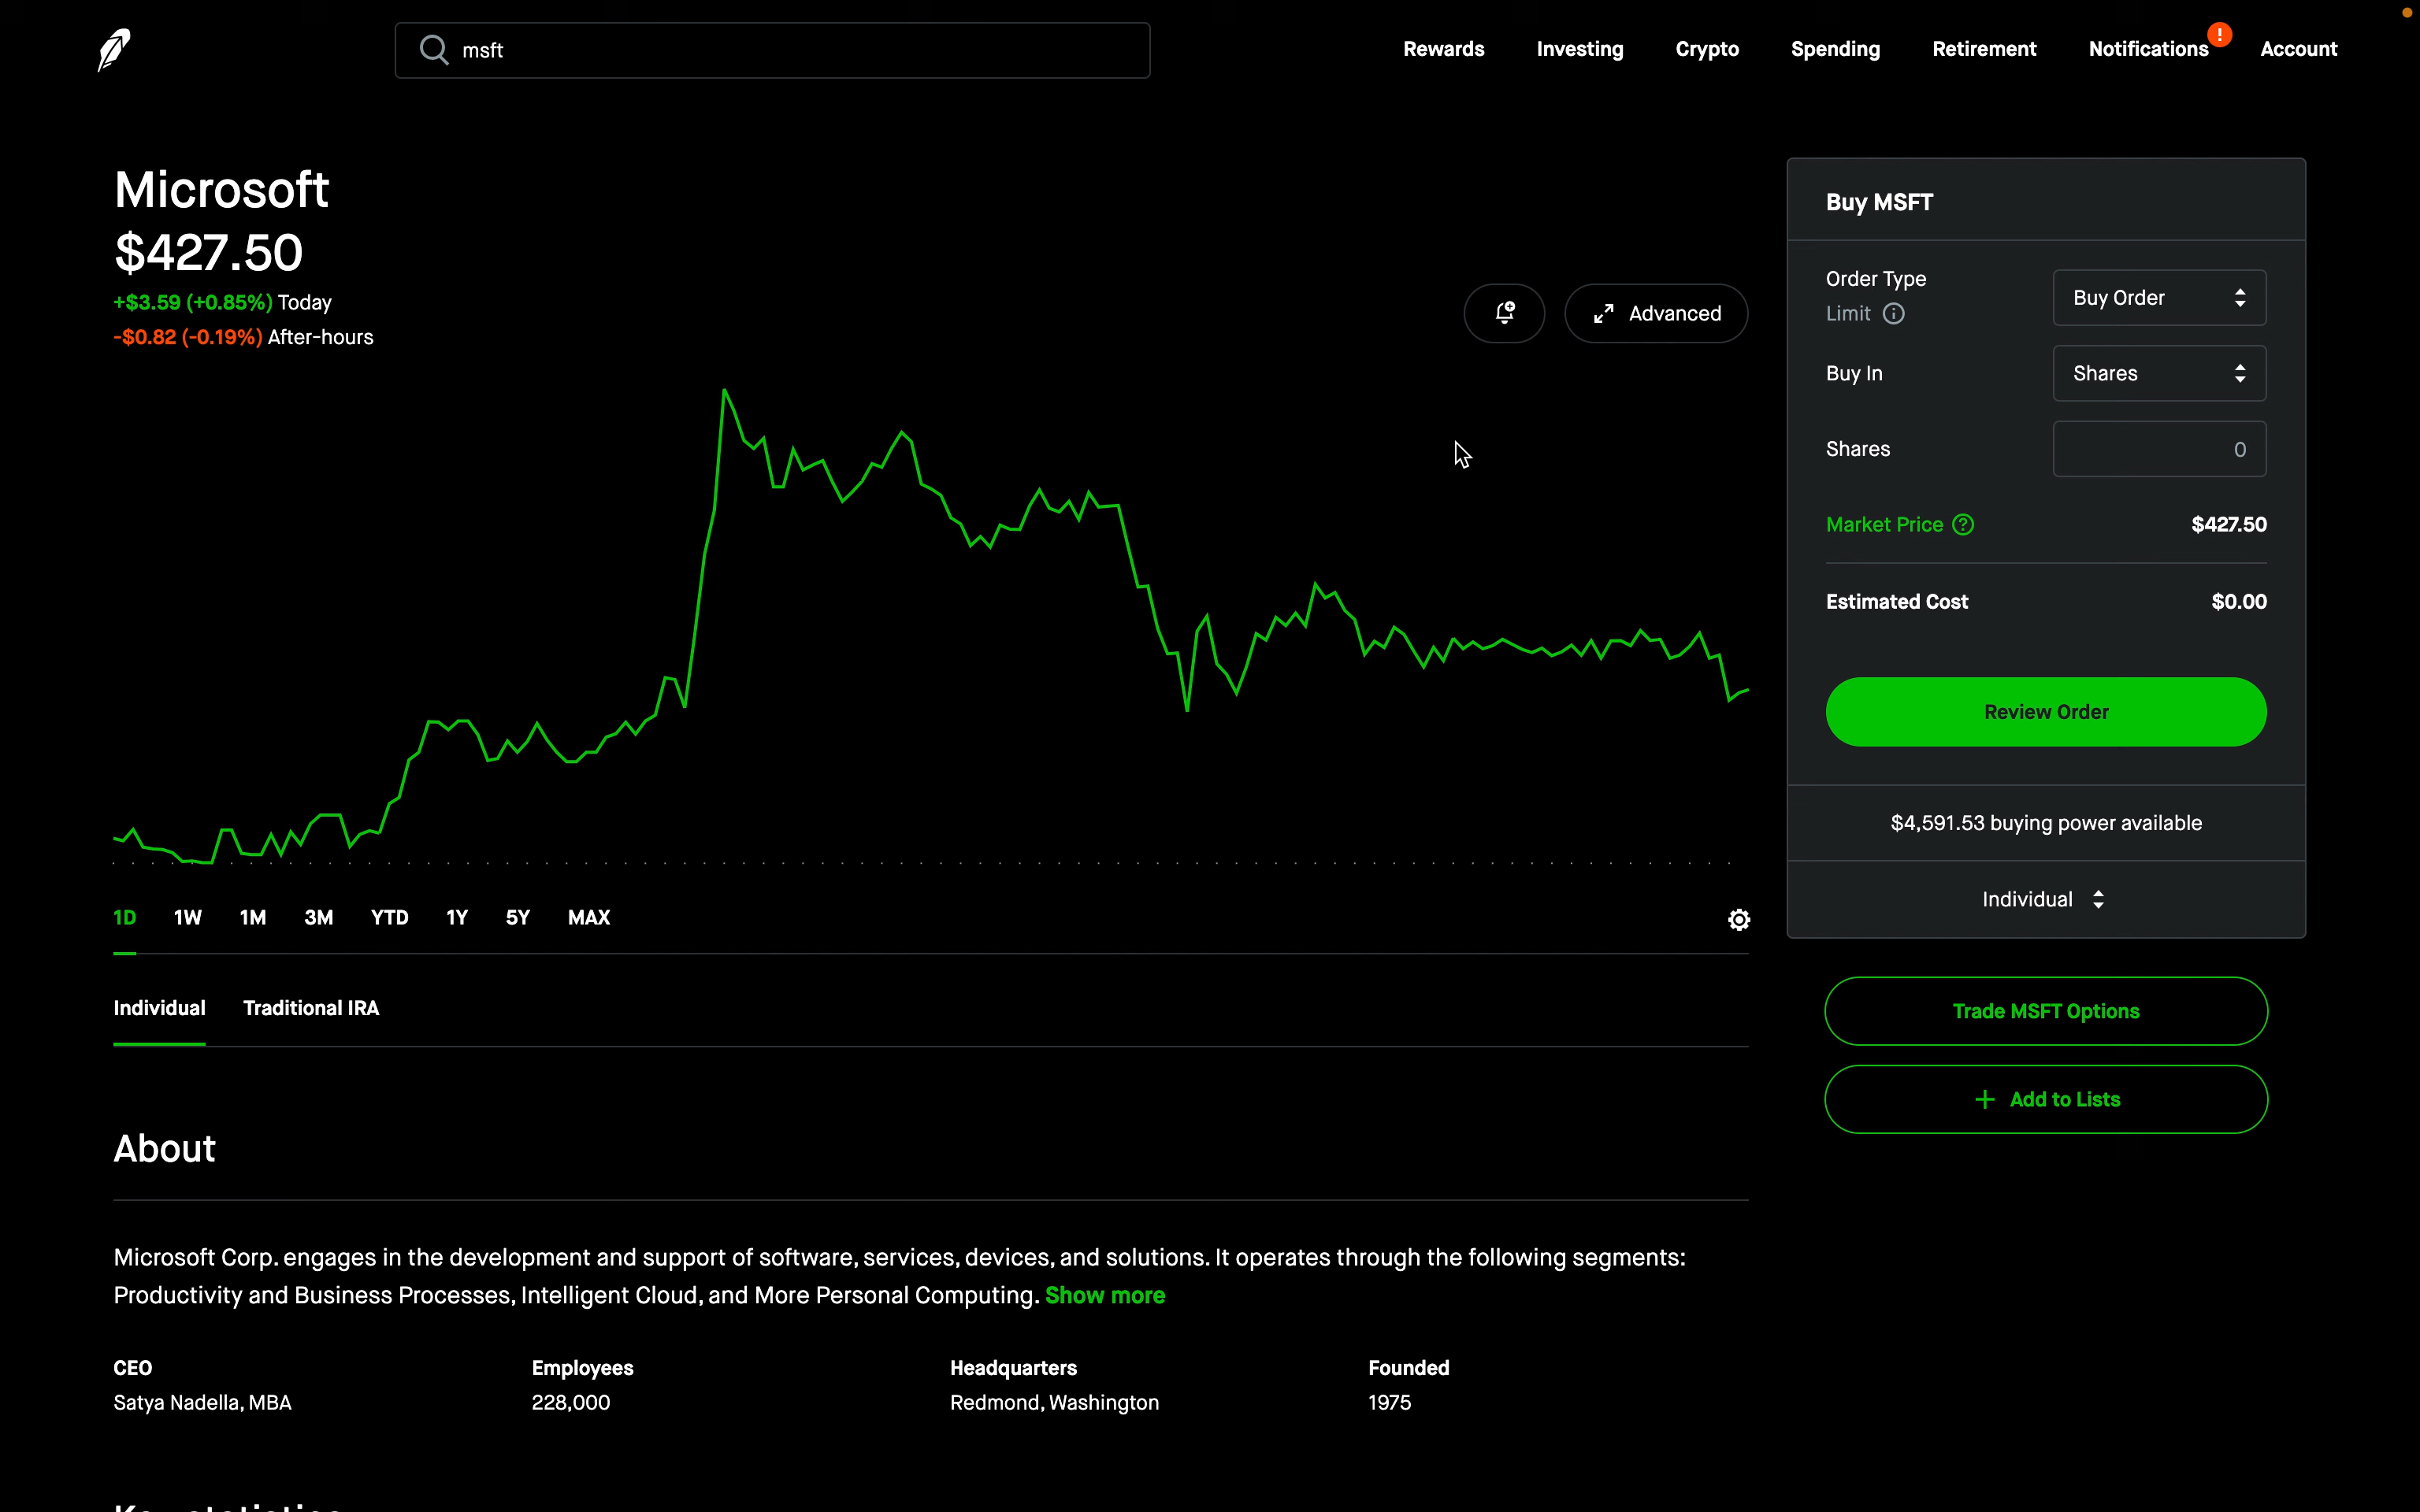 msft
Rewards
Investing
Crypto
Spending
Retirement
Notifications
!
Account
Microsoft
$427.50
+$3.59 (+0.85%) Today
-$0.82 (-0.19%) After-hours
Advanced
1D
1W
1M
3M
YTD
1Y
5Y
MAX
Individual
Traditional IRA
About
Microsoft Corp. engages in the development and support of software, services, devices, and solutions. It operates through the following segments:
Productivity and Business Processes, Intelligent Cloud, and More Personal Computing. Show more
CEO
Satya Nadella, MBA
Employees
228,000
Headquarters
Redmond, Washington
Founded
1975
Buy MSFT
Order Type
Limit
Buy Order
Buy In
Shares
Shares
0
Market Price ?
$427.50
Estimated Cost
$0.00
Review Order
$4,591.53 buying power available
Individual
Trade MSFT Options
+ Add to Lists